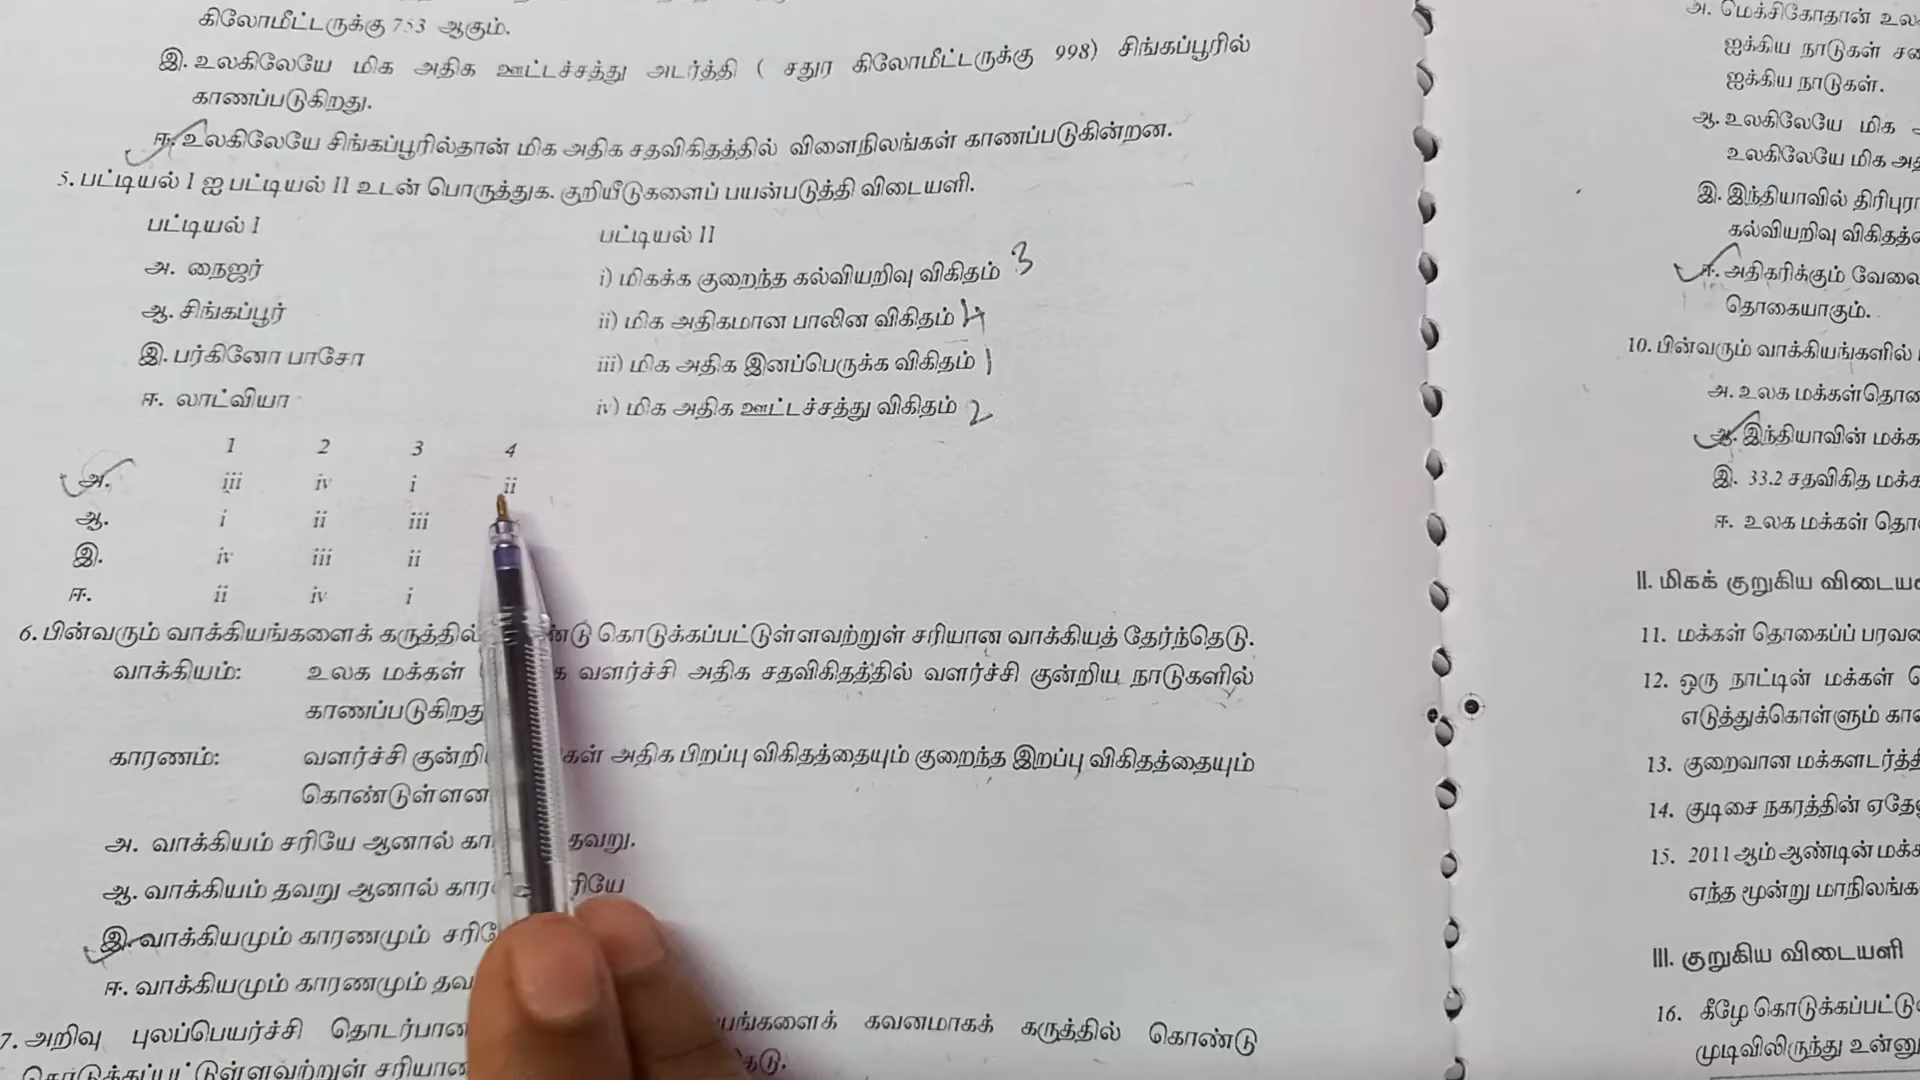 கிலோமீட்டருக்கு 753 ஆகும்.
இ. உலகிலேயே மிக அதிக ஊட்டச்சத்து அடர்த்தி ( சதுர கிலோமீட்டருக்கு 998) சிங்கப்பூரில்
காணப்படுகிறது.
ஈ. உலகிலேயே சிங்கப்பூரில்தான் மிக அதிக சதவிகிதத்தில் விளைநிலங்கள் காணப்படுகின்றன.
5. பட்டியல் I ஐ பட்டியல் II உடன் பொருத்துக. குறியீடுகளைப் பயன்படுத்தி விடையளி.
பட்டியல் I பட்டியல் II
அ. நைஜர் i) மிகக்க குறைந்த கல்வியறிவு விகிதம் 3
ஆ. சிங்கப்பூர் ii) மிக அதிகமான பாலின விகிதம் 4
இ. பர்கினோ பாசோ iii) மிக அதிக இனப்பெருக்க விகிதம் 1
ஈ. லாட்வியா iv) மிக அதிக ஊட்டச்சத்து விகிதம் 2
1 2 3 4
அ. iii iv i ii
ஆ. i ii iii
இ. iv iii ii
ஈ. ii iv i
6. பின்வரும் வாக்கியங்களைக் கருத்தில் கொடுக்கப்பட்டுள்ளவற்றுள் சரியான வாக்கியத் தேர்ந்தெடு.
வாக்கியம்: உலக மக்கள் வளர்ச்சி அதிக சதவிகிதத்தில் வளர்ச்சி குன்றிய நாடுகளில்
காணப்படுகிறது
காரணம்: வளர்ச்சி அதிக பிறப்பு விகிதத்தையும் குறைந்த இறப்பு விகிதத்தையும்
கொண்டுள்ளன
அ. வாக்கியம் சரியே ஆனால் தவறு.
ஆ. வாக்கியம் தவறு ஆனால்
இ. வாக்கியமும் காரணமும்
ஈ. வாக்கியமும் காரணமும்
7. அறிவு புலப்பெயர்ச்சி தொடர்பான கவனமாகக் கருத்தில் கொண்டு
கொடுக்கப்பட்டுள்ளவற்றுள் சரியான
அ. மெக்சிகோதான்
ஐக்கிய நாடுகள்
ஐக்கிய நாடுகள்.
ஆ. உலகிலேயே மிக
உலகிலேயே மிக
இ. இந்தியாவில்
கல்வியறிவு
ஈ. அதிகரிக்கும்
தொகையாகும்.
10. பின்வரும் வாக்கியங்களில்
அ. உலக
ஆ. இந்தியாவின்
இ. 33.2 சதவிகித
ஈ. உலக மக்கள்
II. மிகக் குறுகிய
11. மக்கள் தொகைப்
12. ஒரு நாட்டின் மக்கள்
எடுத்துக்கொள்ளும்
13. குறைவான
14. குடிசை நகரத்தின்
15. 2011 ஆம் ஆண்டின்
எந்த மூன்று
III. குறுகிய விடையளி
16. கீழே
முடிவிலிருந்து